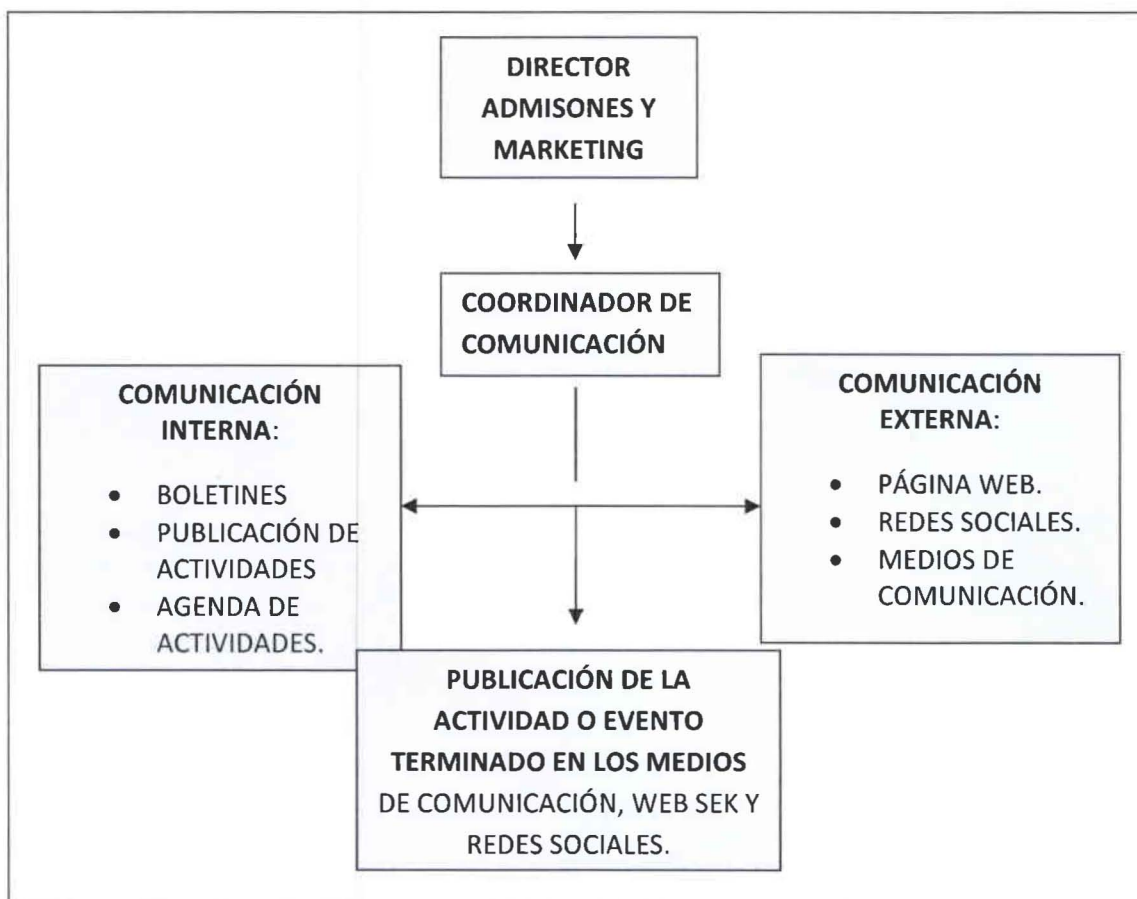 DIRECTOR
ADMISONES Y
MARKETING
COORDINADOR DE
COMUNICACIÓN
COMUNICACIÓN
INTERNA:
• BOLETINES
• PUBLICACIÓN DE
ACTIVIDADES
• AGENDA DE
ACTIVIDADES.
COMUNICACIÓN
EXTERNA:
• PÁGINA WEB.
• REDES SOCIALES.
• MEDIOS DE
COMUNICACIÓN.
PUBLICACIÓN DE LA
ACTIVIDAD O EVENTO
TERMINADO EN LOS MEDIOS
DE COMUNICACIÓN, WEB SEK Y
REDES SOCIALES.